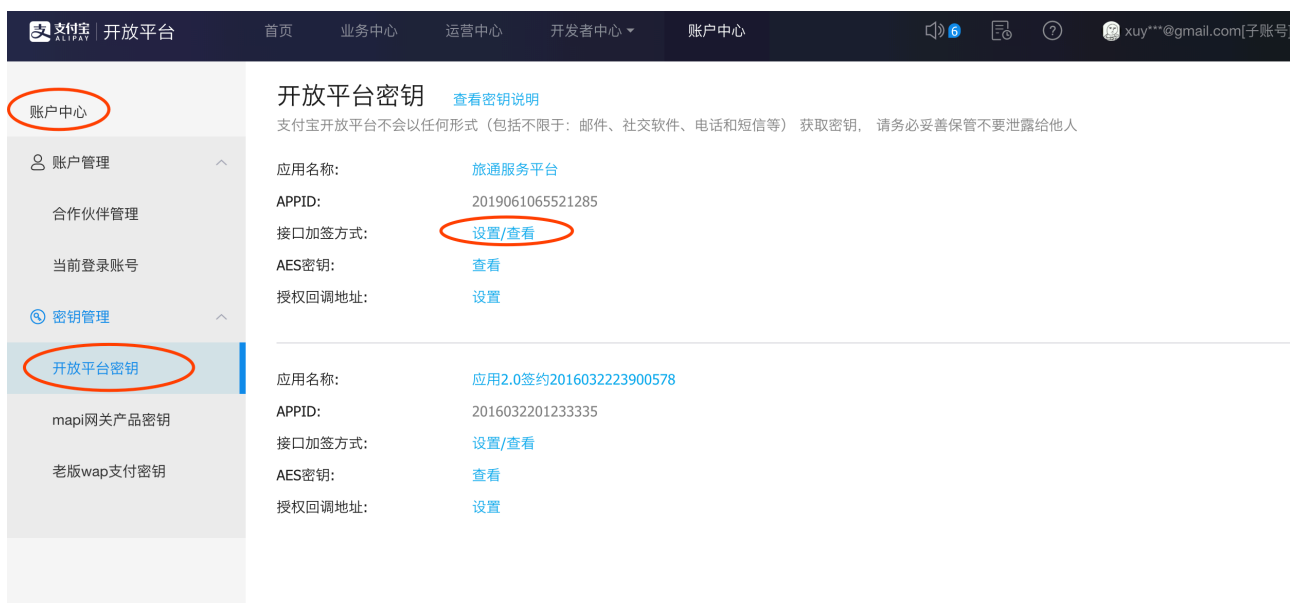 支付宝 ALIPAY 开放平台 首页 业务中心 运营中心 开发者中心 账户中心 6 xuy***@gmail.com[子账号]
账户中心
账户管理
合作伙伴管理
当前登录账号
密钥管理
开放平台密钥
mapi网关产品密钥
老版wap支付密钥
开放平台密钥 查看密钥说明
支付宝开放平台不会以任何形式（包括不限于：邮件、社交软件、电话和短信等） 获取密钥， 请务必妥善保管不要泄露给他人
应用名称: 旅通服务平台
APPID: 2019061065521285
接口加签方式: 设置/查看
AES密钥: 查看
授权回调地址: 设置
应用名称: 应用2.0签约2016032223900578
APPID: 2016032201233335
接口加签方式: 设置/查看
AES密钥: 查看
授权回调地址: 设置